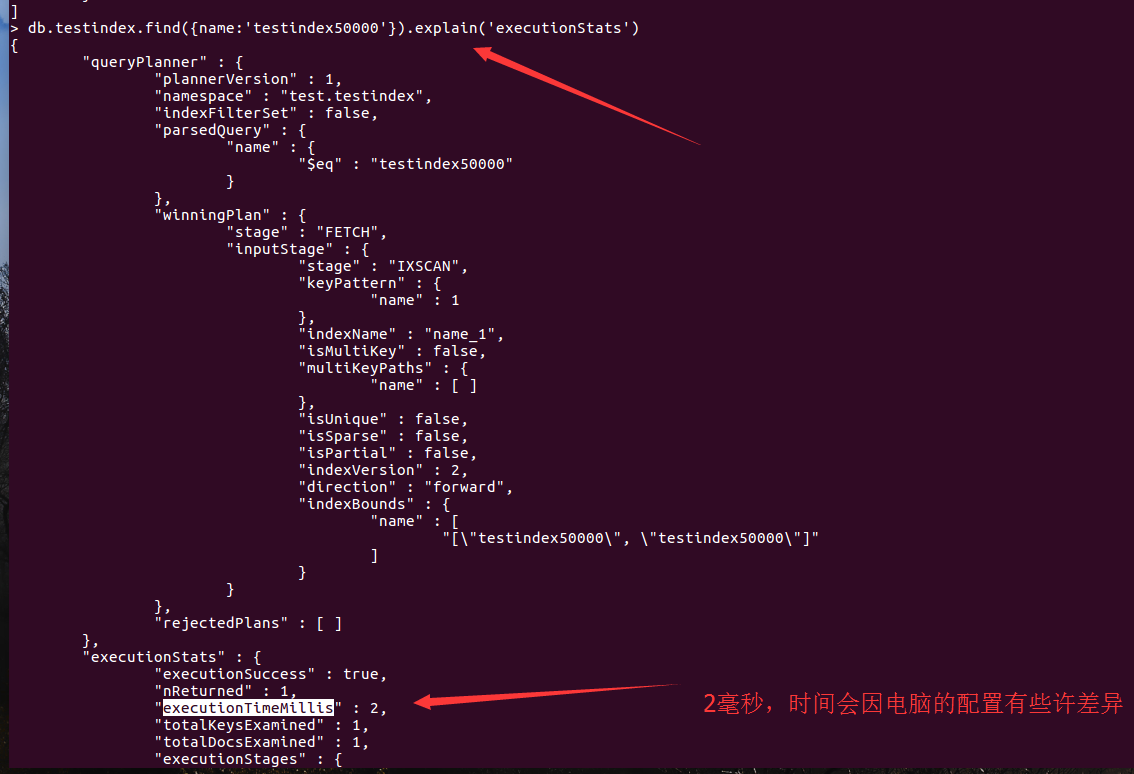 ]
> db.testindex.find({name:'testindex50000'}).explain('executionStats')
{
"queryPlanner" : {
"plannerVersion" : 1,
"namespace" : "test.testindex",
"indexFilterSet" : false,
"parsedQuery" : {
"name" : {
"$eq" : "testindex50000"
}
},
"winningPlan" : {
"stage" : "FETCH",
"inputStage" : {
"stage" : "IXSCAN",
"keyPattern" : {
"name" : 1
},
"indexName" : "name_1",
"isMultiKey" : false,
"multiKeyPaths" : {
"name" : [ ]
},
"isUnique" : false,
"isSparse" : false,
"isPartial" : false,
"indexVersion" : 2,
"direction" : "forward",
"indexBounds" : {
"name" : [
"[\"testindex50000\", \"testindex50000\"]"
]
}
}
},
"rejectedPlans" : [ ]
},
"executionStats" : {
"executionSuccess" : true,
"nReturned" : 1,
"executionTimeMillis" : 2,
2毫秒，时间会因电脑的配置有些许差异
"totalKeysExamined" : 1,
"totalDocsExamined" : 1,
"executionStages" : {